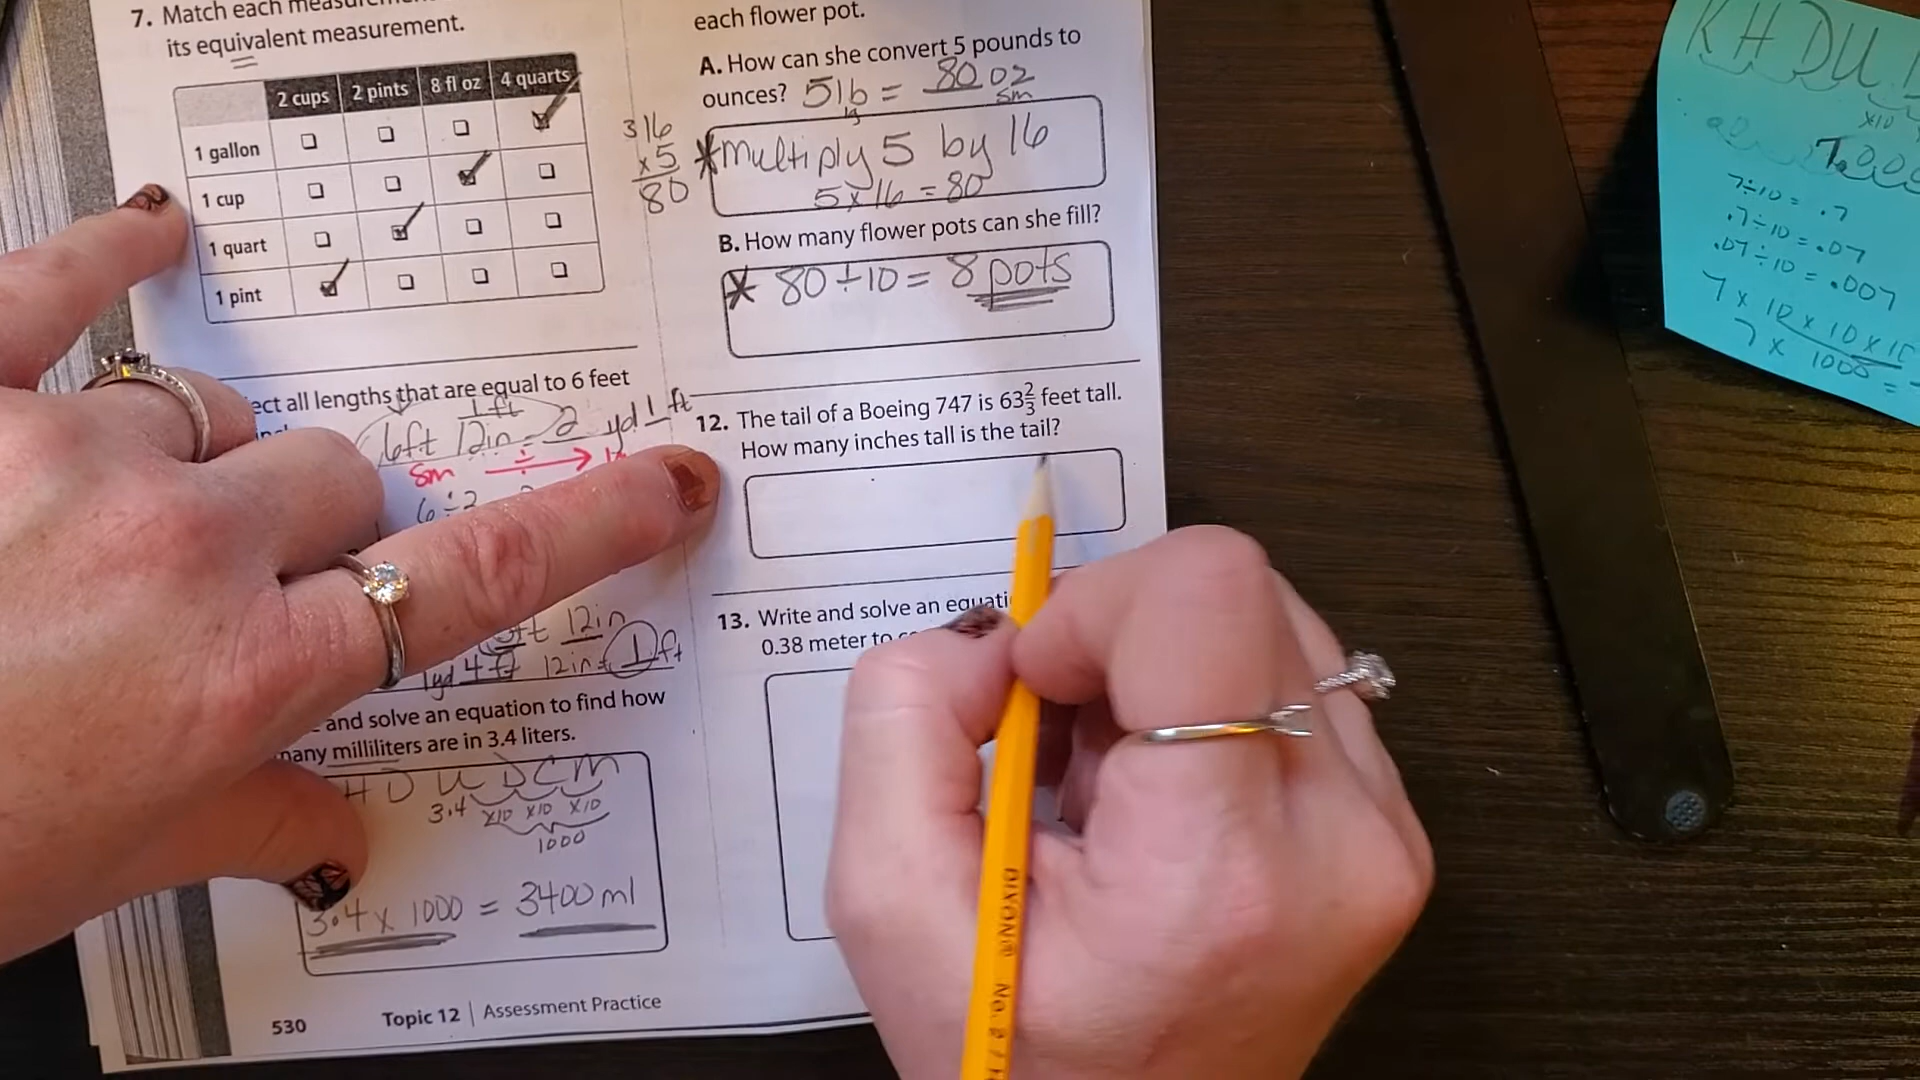 7. Match each
its equivalent measurement.
2 cups 2 pints 8 fl oz 4 quarts
1 gallon
1 cup
1 quart
1 pint
ect all lengths that are equal to 6 feet
1ft
6ft 12in = 2 yd 1 ft
sm ÷
6 ÷
ft 12in
1yd 4ft 12in = 1 ft
and solve an equation to find how
many milliliters are in 3.4 liters.
H D U D C M
3.4 x10 x10 x10
1000
3.4 x 1000 = 3400 ml
530 Topic 12 | Assessment Practice
each flower pot.
A. How can she convert 5 pounds to
ounces? 5lb = 80 oz
lg sm
316
x5
80
*multiply 5 by 16
5 x 16 = 80
B. How many flower pots can she fill?
* 80 ÷ 10 = 8 pots
12. The tail of a Boeing 747 is 63 2/3 feet tall.
How many inches tall is the tail?
13. Write and solve an equati
0.38 meter to
K H D U
x10
7÷10 = .7
.7÷10 = .07
.07÷10 = .007
7 x 10 x 10 x 10
7 x 1000 =
DIXON No. 2